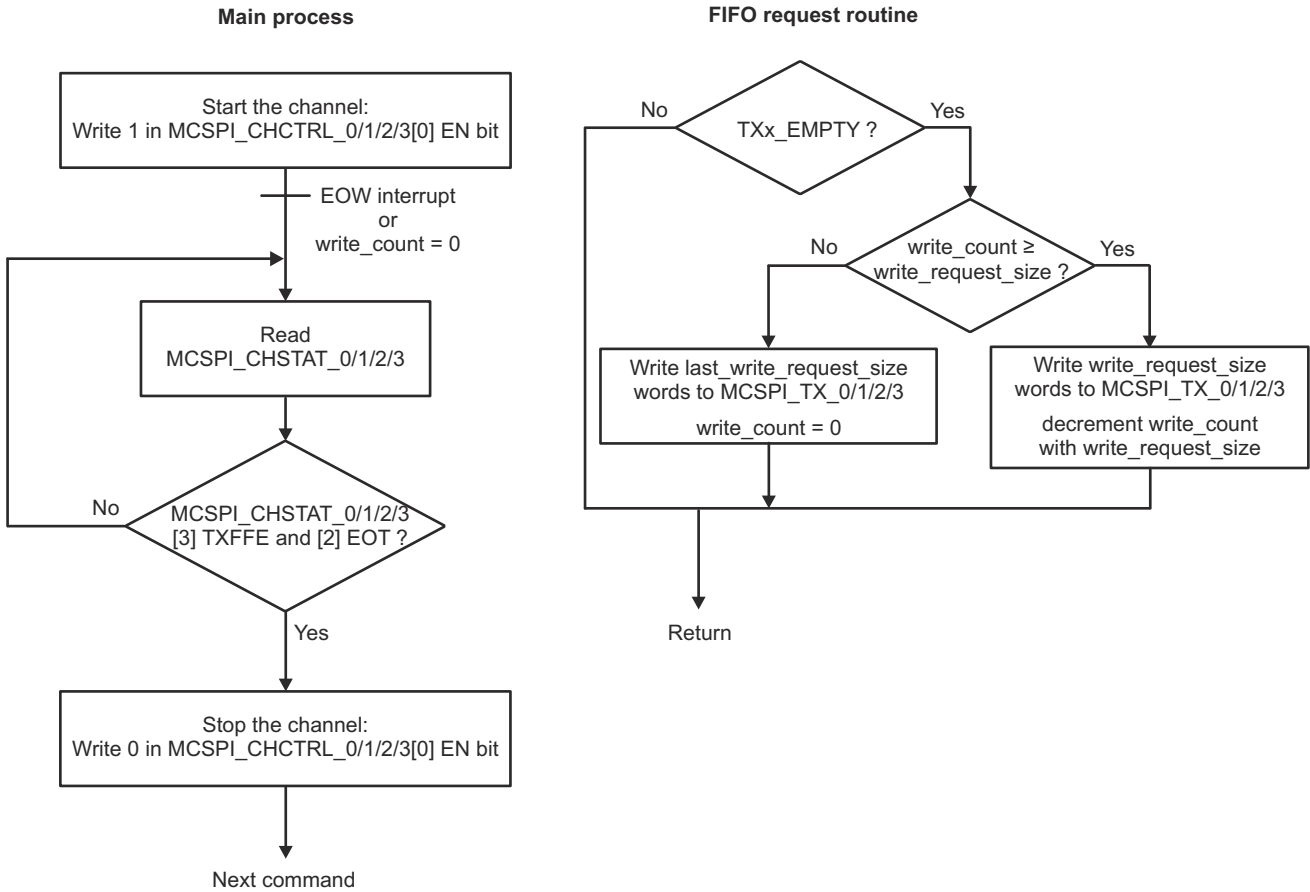 Main process
Start the channel:
Write 1 in MCSPI_CHCTRL_0/1/2/3[0] EN bit
EOW interrupt
or
write_count = 0
Read
MCSPI_CHSTAT_0/1/2/3
No
MCSPI_CHSTAT_0/1/2/3
[3] TXFFE and [2] EOT ?
Yes
Stop the channel:
Write 0 in MCSPI_CHCTRL_0/1/2/3[0] EN bit
Next command
FIFO request routine
No
Yes
TXx_EMPTY ?
No
write_count ≥
write_request_size ?
Yes
Write last_write_request_size
words to MCSPI_TX_0/1/2/3
write_count = 0
Write write_request_size
words to MCSPI_TX_0/1/2/3
decrement write_count
with write_request_size
Return